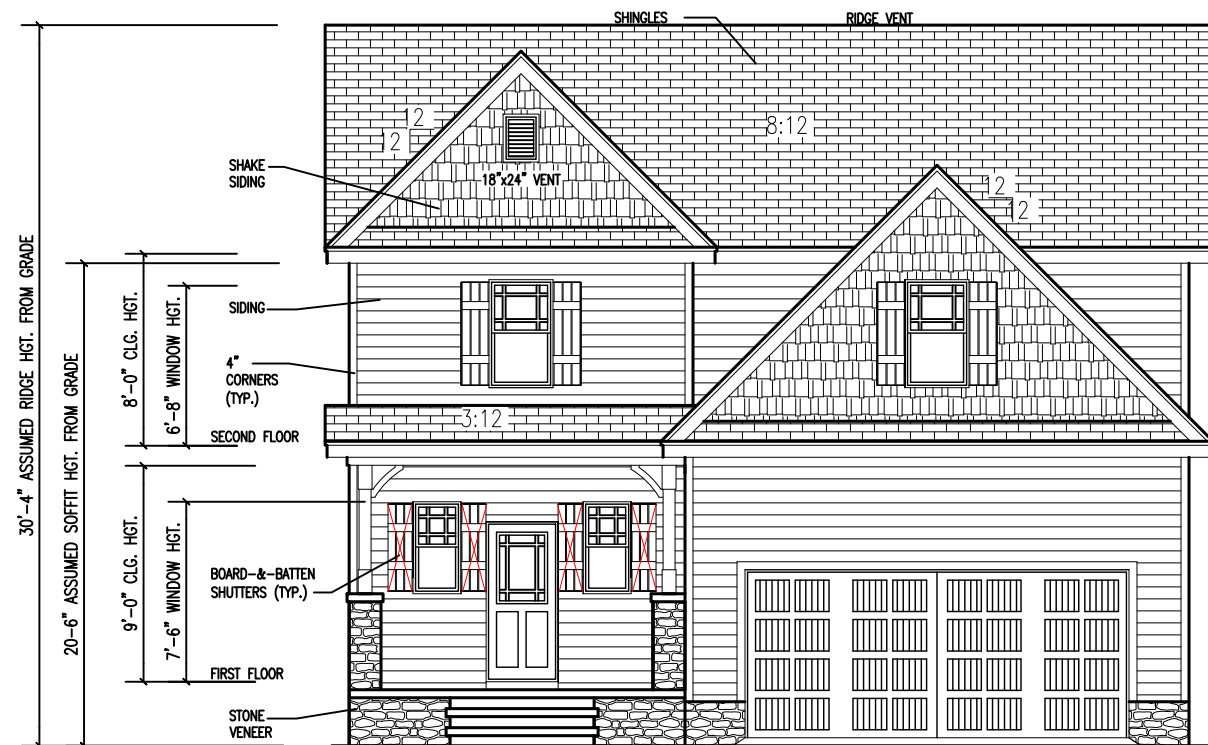 SHINGLES
RIDGE VENT
12
12
8:12
SHAKE
SIDING
18"x24" VENT
12
12
30'-4" ASSUMED RIDGE HGT. FROM GRADE
20-6" ASSUMED SOFFIT HGT. FROM GRADE
8'-0" CLG. HGT.
6'-8" WINDOW HGT.
SIDING
4"
CORNERS
(TYP.)
3:12
SECOND FLOOR
9'-0" CLG. HGT.
7'-6" WINDOW HGT.
BOARD-&-BATTEN
SHUTTERS (TYP.)
FIRST FLOOR
STONE
VENEER